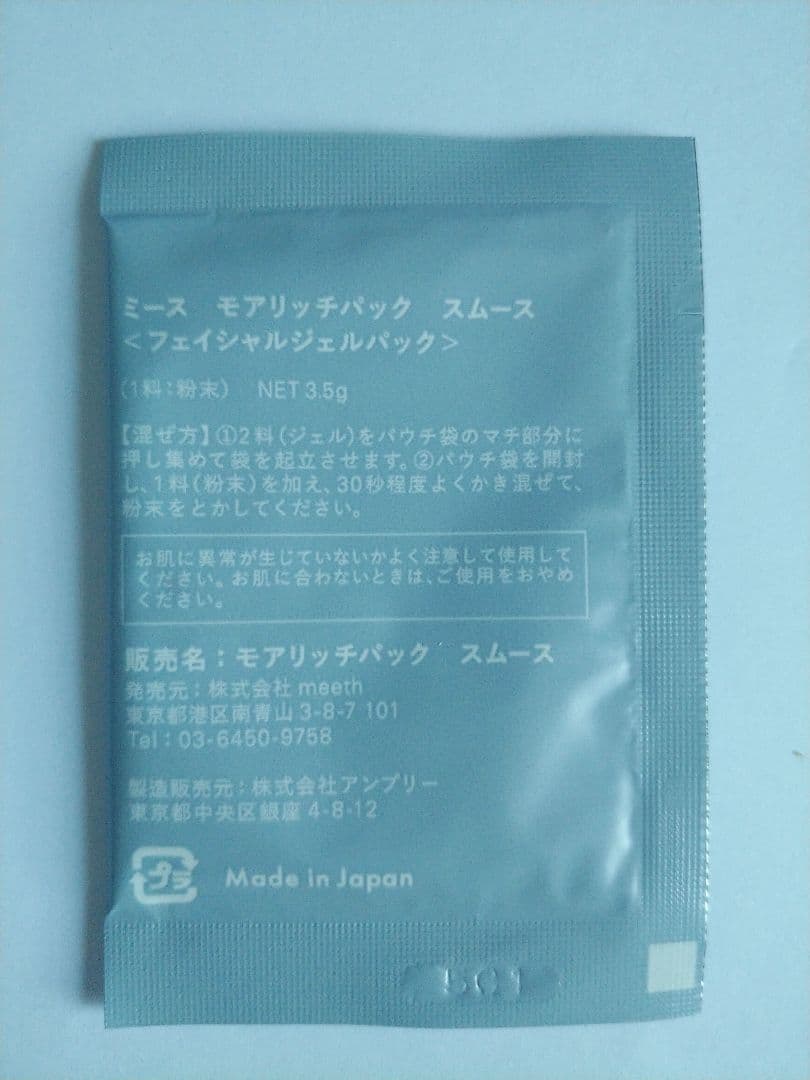 ミース　モアリッチパック　スムース
＜フェイシャルジェルパック＞
(1料：粉末)　NET 3.5g
【混ぜ方】①2料(ジェル)をパウチ袋のマチ部分に
押し集めて袋を起立させます。②パウチ袋を開封
し、1料(粉末)を加え、30秒程度よくかき混ぜて、
粉末をとかしてください。
お肌に異常が生じていないかよく注意して使用して
ください。お肌に合わないときは、ご使用をおやめ
ください。
販売名：モアリッチパック　スムース
発売元：株式会社 meeth
東京都港区南青山 3-8-7 101
Tel：03-6450-9758
製造販売元：株式会社アンプリー
東京都中央区銀座 4-8-12
プラ　Made in Japan
501